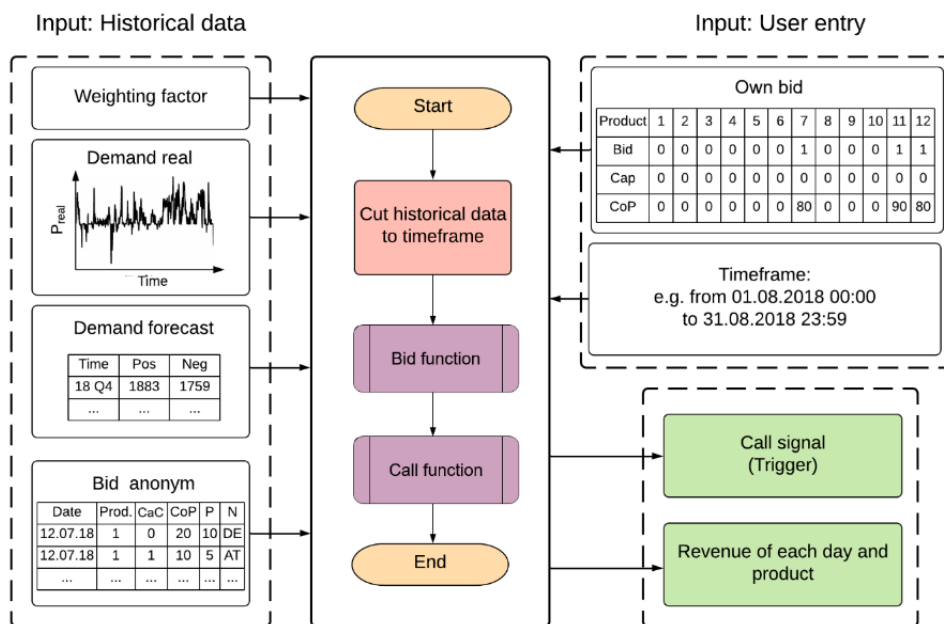 Input: Historical data
Input: User entry
Weighting factor
Demand real
P_real
Time
Demand forecast
Time Pos Neg
18 Q4 1883 1759
... ... ...
Bid anonym
Date Prod. CaC CoP P N
12.07.18 1 0 20 10 DE
12.07.18 1 1 10 5 AT
... ... ... ... ... ...
Start
Cut historical data
to timeframe
Bid function
Call function
End
Own bid
Product 1 2 3 4 5 6 7 8 9 10 11 12
Bid 0 0 0 0 0 0 1 0 0 0 1 1
Cap 0 0 0 0 0 0 0 0 0 0 0 0
CoP 0 0 0 0 0 0 80 0 0 0 90 80
Timeframe:
e.g. from 01.08.2018 00:00
to 31.08.2018 23:59
Call signal
(Trigger)
Revenue of each day and
product